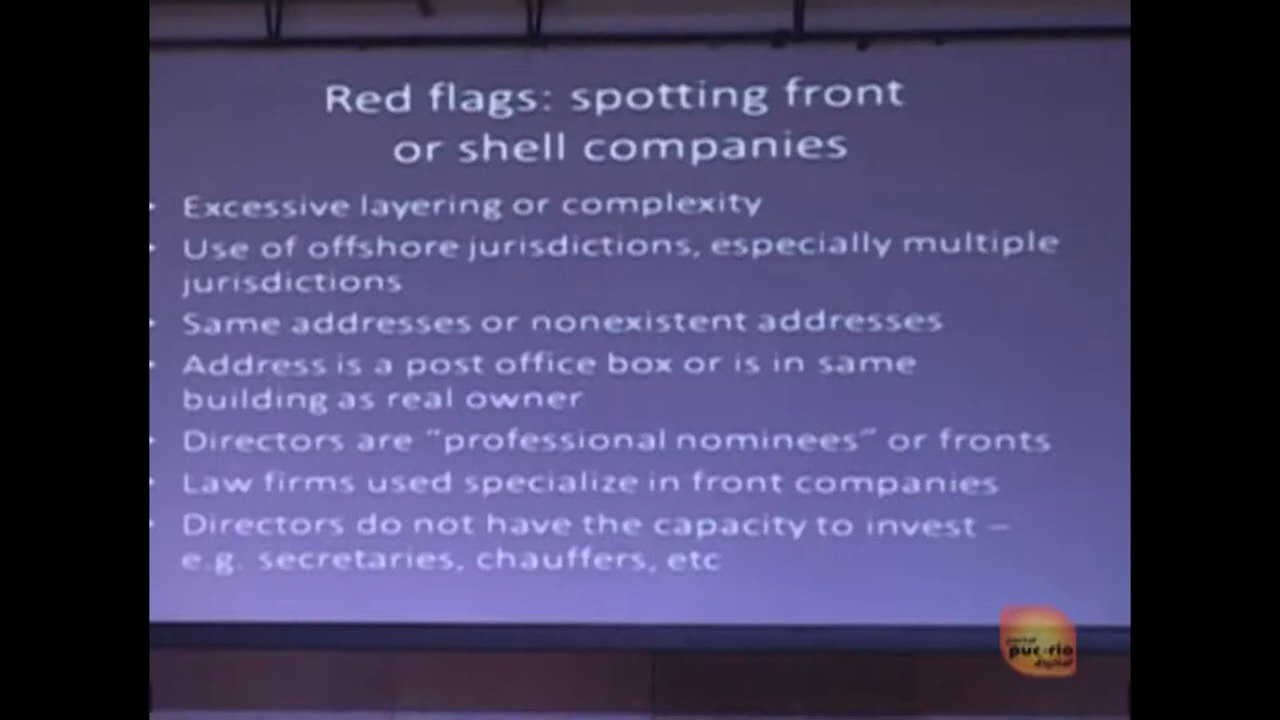 Red flags: spotting front
or shell companies
• Excessive layering or complexity
• Use of offshore jurisdictions, especially multiple
jurisdictions
• Same addresses or nonexistent addresses
• Address is a post office box or is in same
building as real owner
• Directors are “professional nominees” or fronts
• Law firms used specialize in front companies
• Directors do not have the capacity to invest –
e.g. secretaries, chauffers, etc
portal
puc-rio
digital